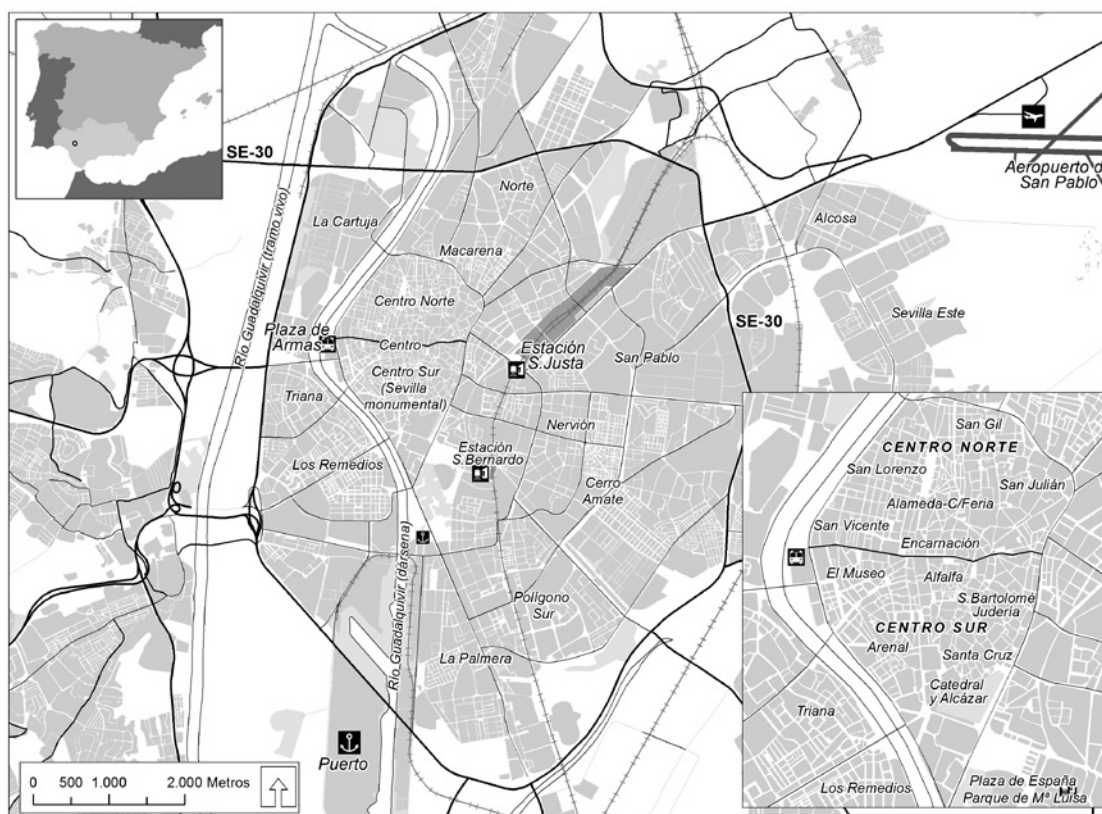 SE-30
Aeropuerto d
San Pablo
Norte
La Cartuja
Alcosa
Río Guadalquivir (tramo vivo)
Macarena
Centro Norte
Sevilla Este
SE-30
Plaza de
Armas
Centro
Estación
S.Justa
San Pablo
Centro Sur
(Sevilla
monumental)
Triana
Nervión
Estación
S.Bernardo
Los Remedios
Cerro
Amate
Río Guadalquivir (dársena)
Polígono
Sur
La Palmera
Puerto
0 500 1.000 2.000 Metros
San Gil
CENTRO NORTE
San Lorenzo
San Julián
Alameda-C/Feria
San Vicente
Encarnación
El Museo
Alfalfa
S.Bartolomé
Judería
CENTRO SUR
Arenal
Santa Cruz
Catedral
y Alcázar
Triana
Plaza de España
Los Remedios
Parque de Mª Luisa